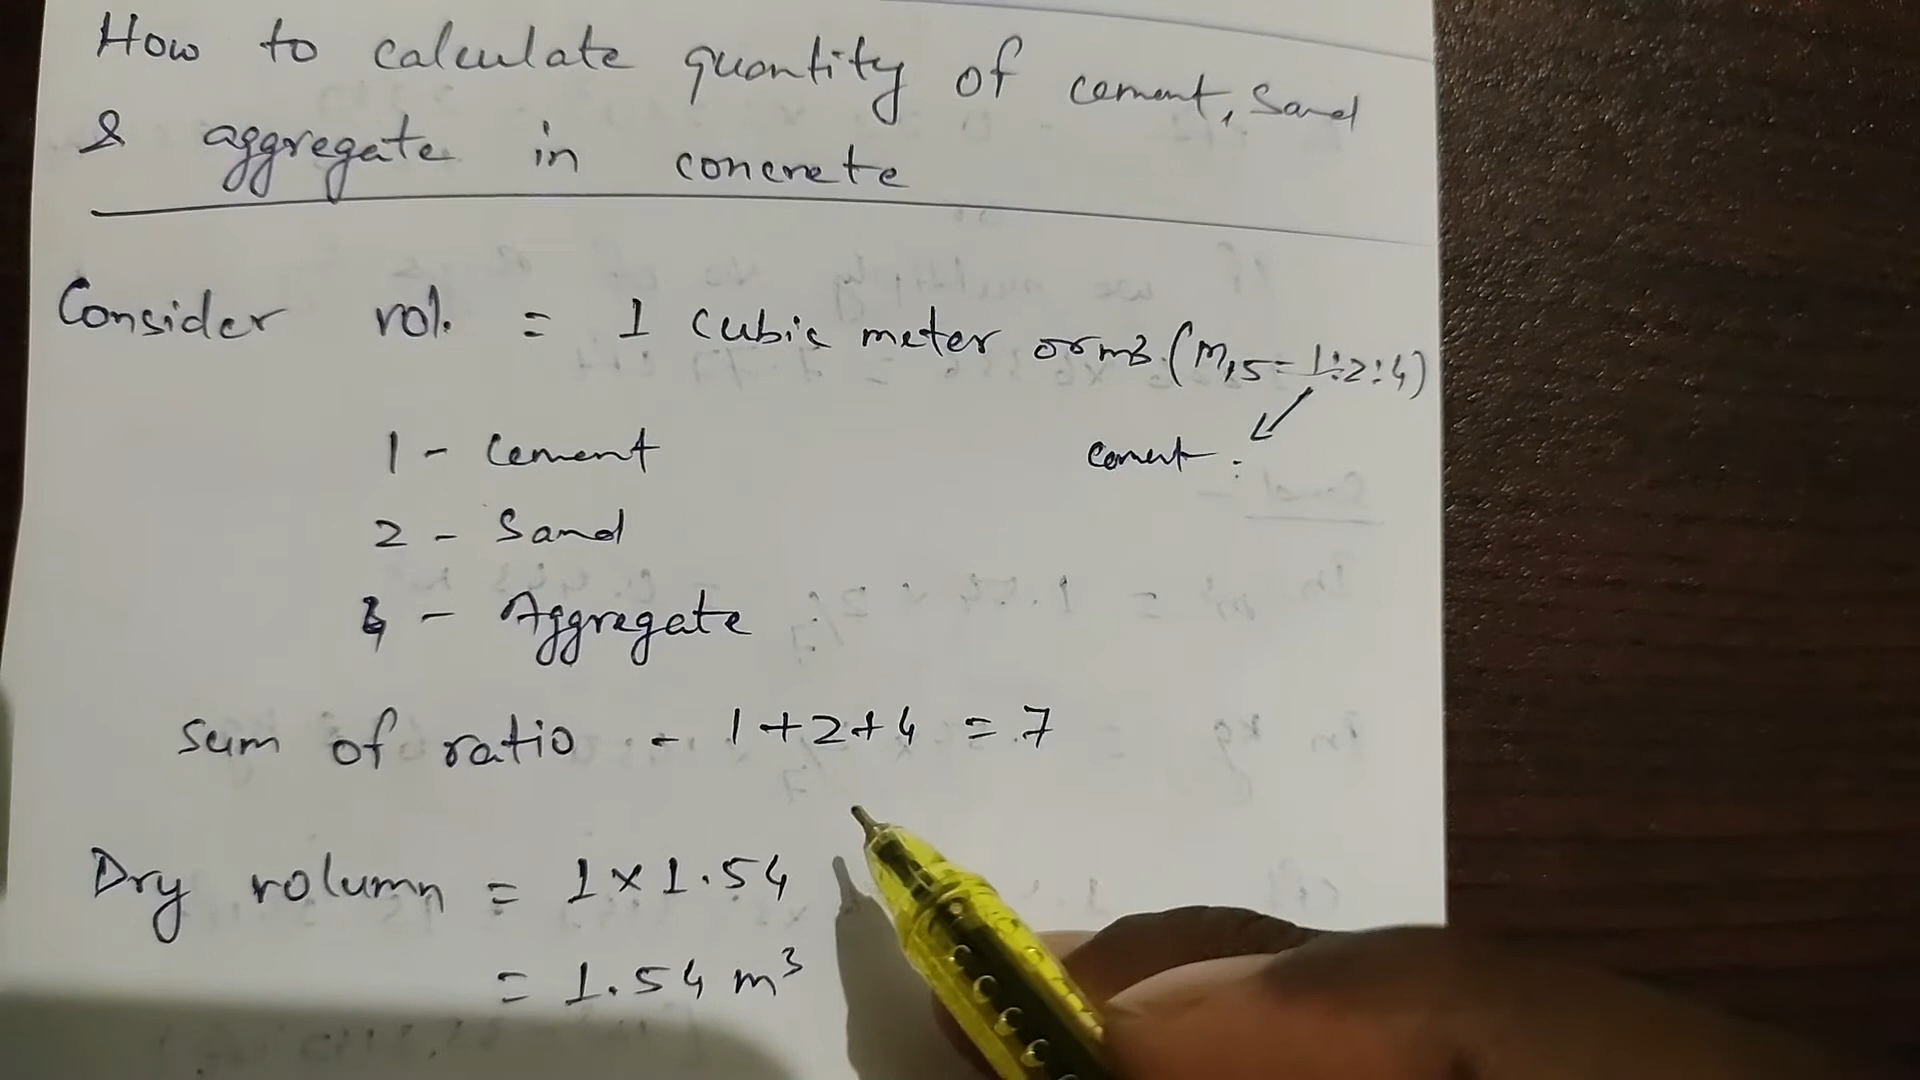 How to calculate quantity of cement, Sand
& aggregate in concrete
Consider vol. = 1 cubic meter or m3 (M15 = 1:2:4)
1 - Cement
cement :
2 - Sand
4 - Aggregate
Sum of ratio - 1+2+4 = 7
Dry volumn = 1 x 1.54
= 1.54 m³